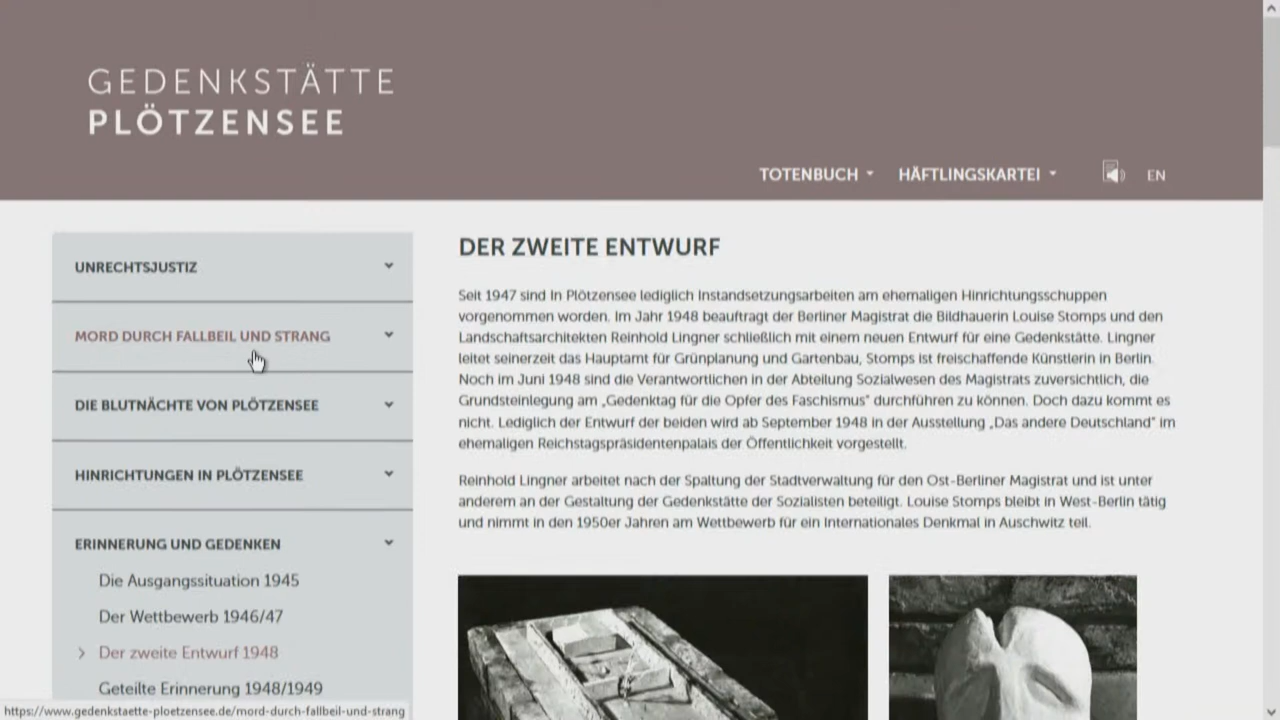 GEDENKSTÄTTE
PLÖTZENSEE
TOTENBUCH
HÄFTLINGSKARTEI
EN
UNRECHTSJUSTIZ
MORD DURCH FALLBEIL UND STRANG
DIE BLUTNÄCHTE VON PLÖTZENSEE
HINRICHTUNGEN IN PLÖTZENSEE
ERINNERUNG UND GEDENKEN
Die Ausgangssituation 1945
Der Wettbewerb 1946/47
Der zweite Entwurf 1948
Geteilte Erinnerung 1948/1949
DER ZWEITE ENTWURF
Seit 1947 sind in Plötzensee lediglich Instandsetzungsarbeiten am ehemaligen Hinrichtungsschuppen
vorgenommen worden. Im Jahr 1948 beauftragt der Berliner Magistrat die Bildhauerin Louise Stomps und den
Landschaftsarchitekten Reinhold Lingner schließlich mit einem neuen Entwurf für eine Gedenkstätte. Lingner
leitet seinerzeit das Hauptamt für Grünplanung und Gartenbau, Stomps ist freischaffende Künstlerin in Berlin.
Noch im Juni 1948 sind die Verantwortlichen in der Abteilung Sozialwesen des Magistrats zuversichtlich, die
Grundsteinlegung am „Gedenktag für die Opfer des Faschismus“ durchführen zu können. Doch dazu kommt es
nicht. Lediglich der Entwurf der beiden wird ab September 1948 in der Ausstellung „Das andere Deutschland“ im
ehemaligen Reichstagspräsidentenpalais der Öffentlichkeit vorgestellt.
Reinhold Lingner arbeitet nach der Spaltung der Stadtverwaltung für den Ost-Berliner Magistrat und ist unter
anderem an der Gestaltung der Gedenkstätte der Sozialisten beteiligt. Louise Stomps bleibt in West-Berlin tätig
und nimmt in den 1950er Jahren am Wettbewerb für ein Internationales Denkmal in Auschwitz teil.
https://www.gedenkstaette-ploetzensee.de/mord-durch-fallbeil-und-strang